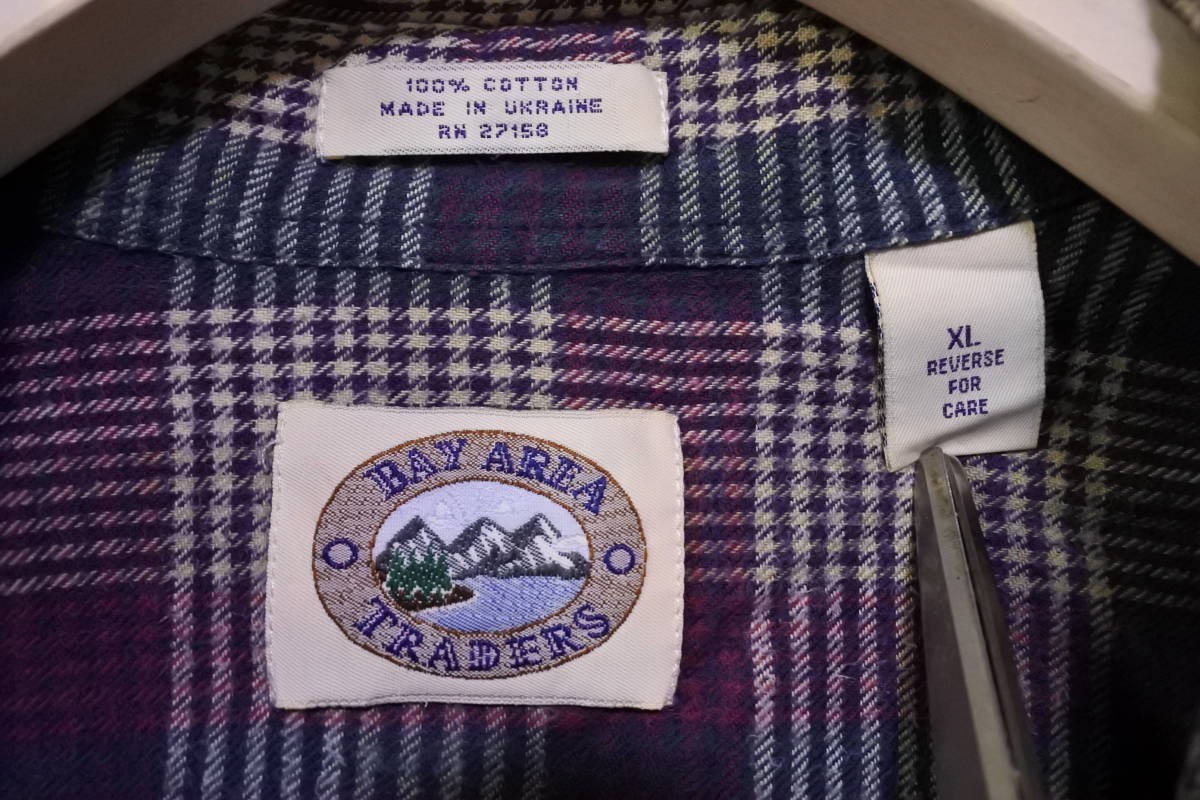 100% COTTON
MADE IN UKRAINE
RN 27158
XL
REVERSE
FOR
CARE
BAY AREA
TRADERS